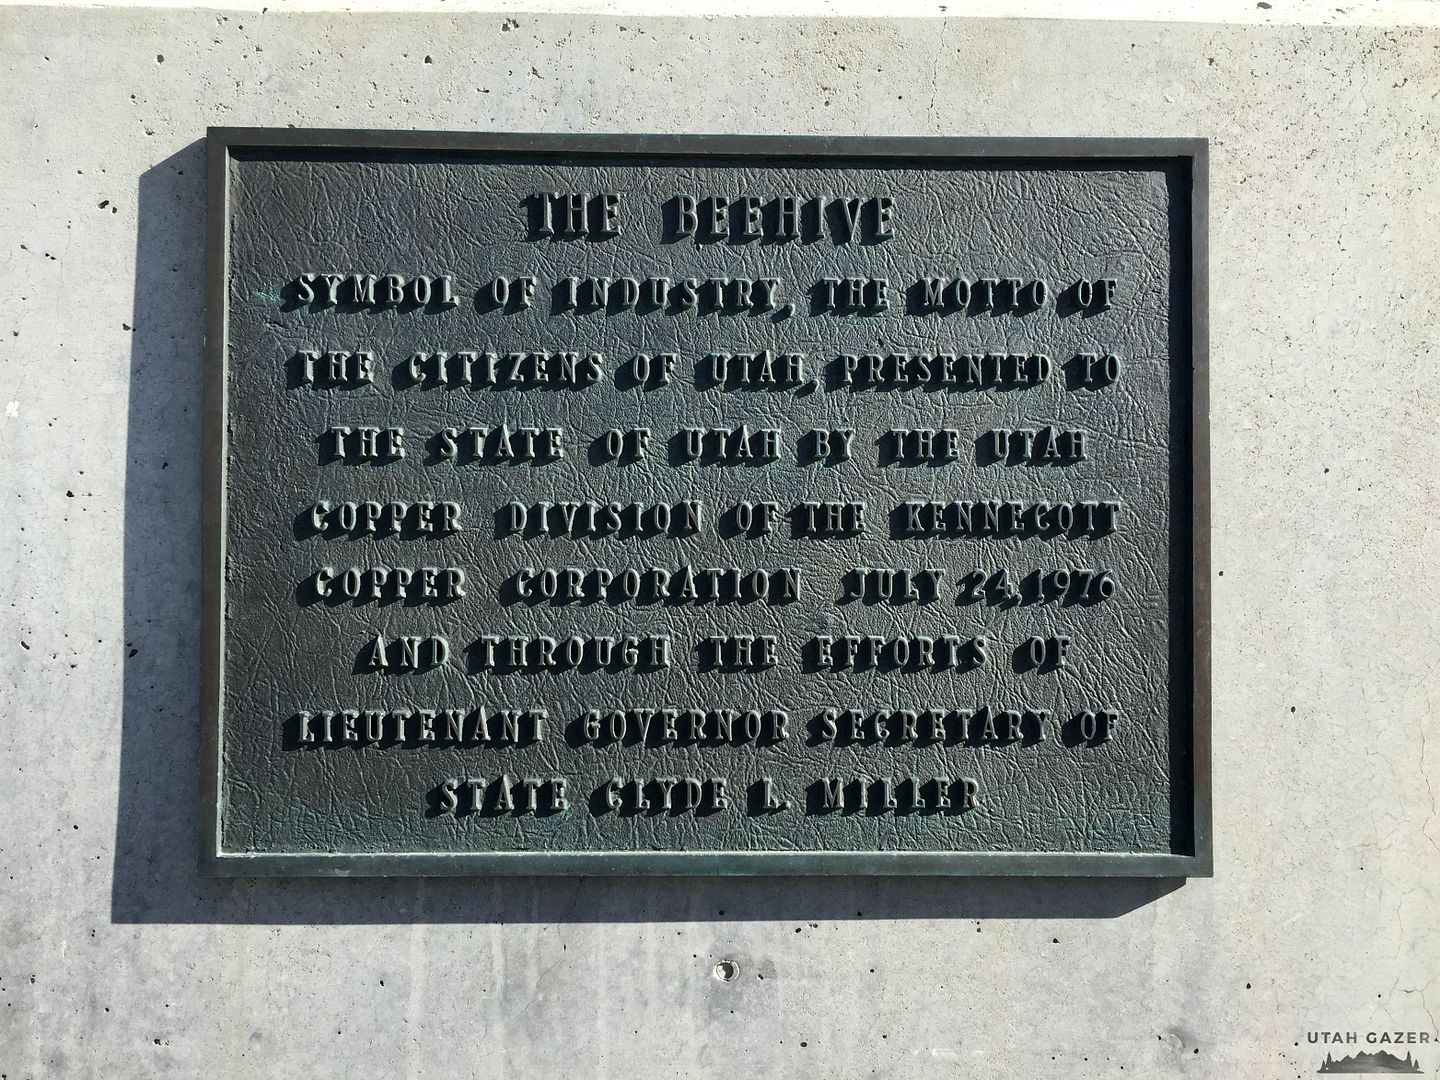 THE BEEHIVE
SYMBOL OF INDUSTRY, THE MOTTO OF
THE CITIZENS OF UTAH, PRESENTED TO
THE STATE OF UTAH BY THE UTAH
COPPER DIVISION OF THE KENNECOTT
COPPER CORPORATION JULY 24, 1976
AND THROUGH THE EFFORTS OF
LIEUTENANT GOVERNOR SECRETARY OF
STATE CLYDE L. MILLER
UTAH GAZER